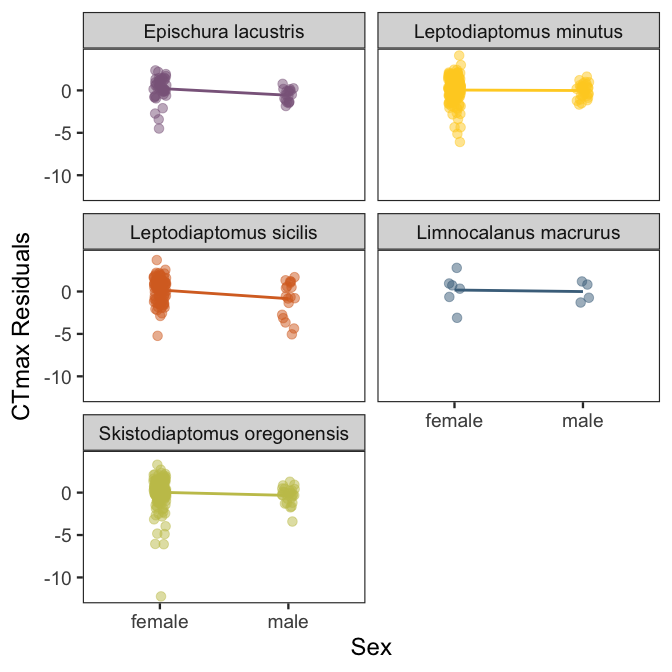 Epischura lacustris
Leptodiaptomus minutus
0
-5
-10
Leptodiaptomus sicilis
Limnocalanus macrurus
0
-5
-10
female
male
Skistodiaptomus oregonensis
0
-5
-10
female
male
CTmax Residuals
Sex